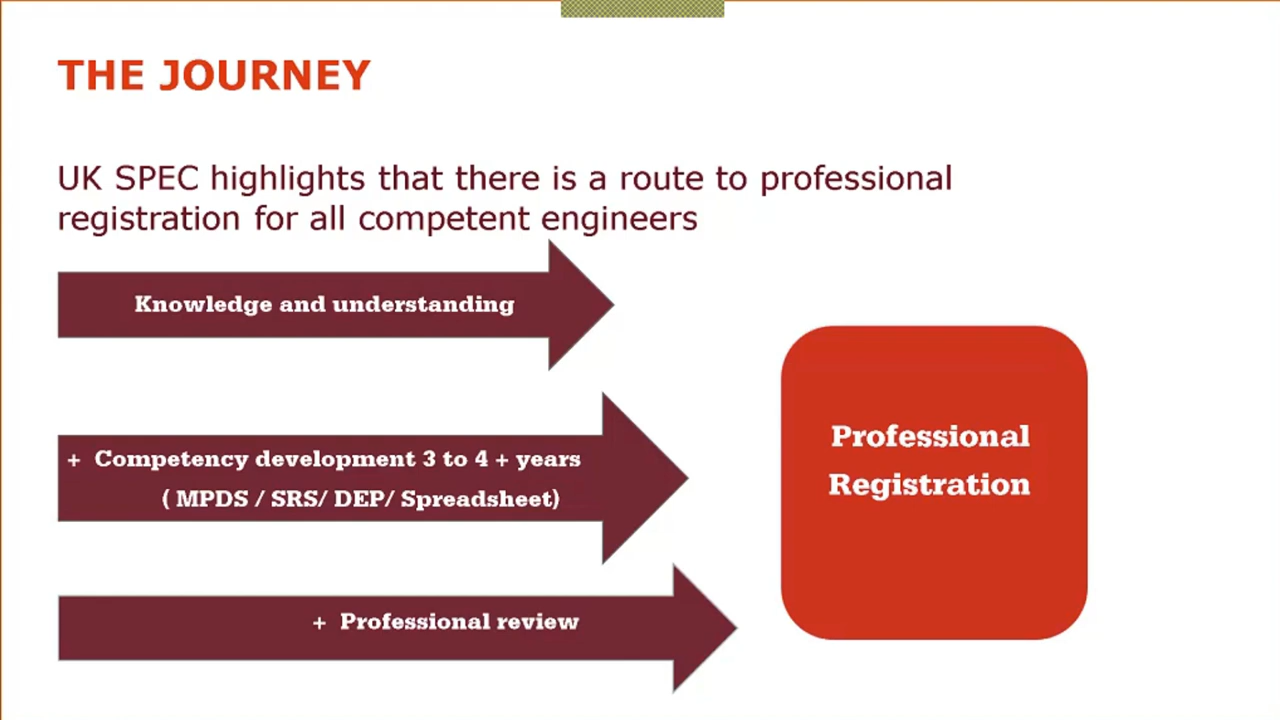 THE JOURNEY
UK SPEC highlights that there is a route to professional
registration for all competent engineers
Knowledge and understanding
+ Competency development 3 to 4 + years
( MPDS / SRS/ DEP/ Spreadsheet)
+ Professional review
Professional
Registration